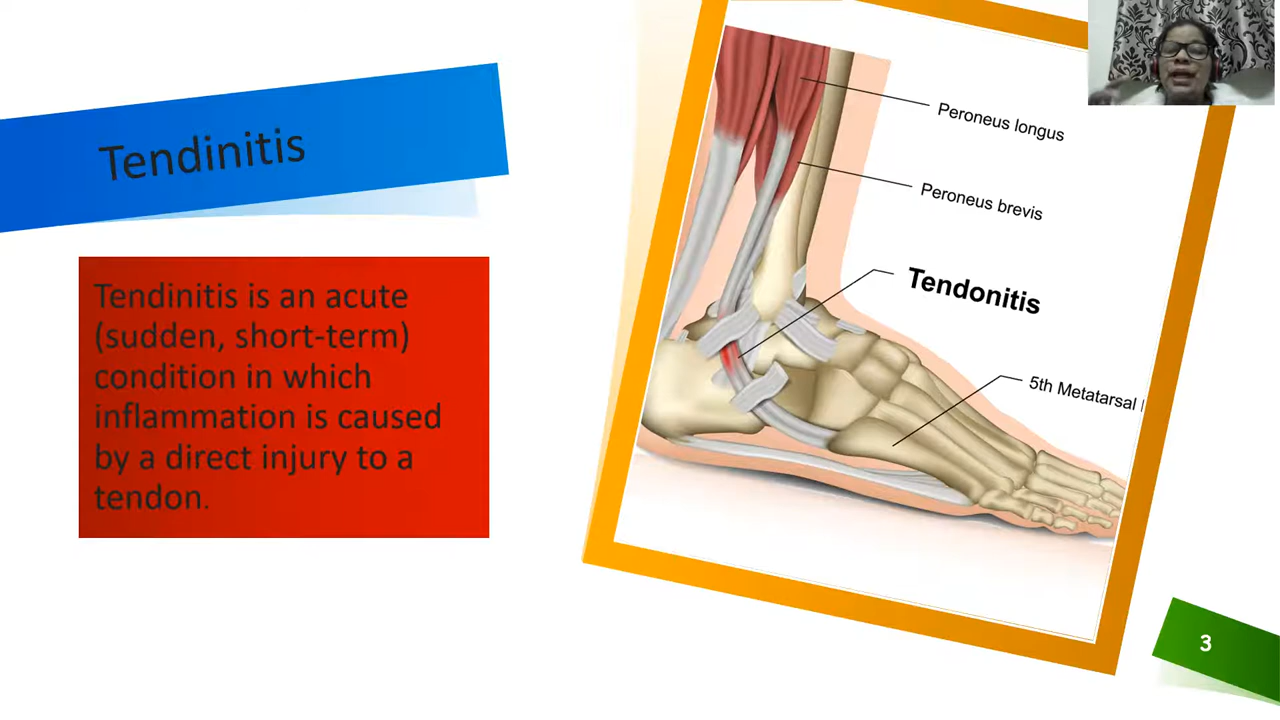 Tendinitis
Tendinitis is an acute
(sudden, short-term)
condition in which
inflammation is caused
by a direct injury to a
tendon.
Peroneus longus
Peroneus brevis
Tendonitis
5th Metatarsal
3